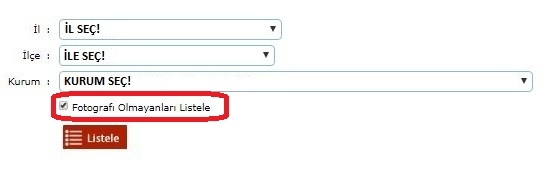 İl : İL SEÇ!
İlçe : İLE SEÇ!
Kurum : KURUM SEÇ!
Fotografı Olmayanları Listele
Listele